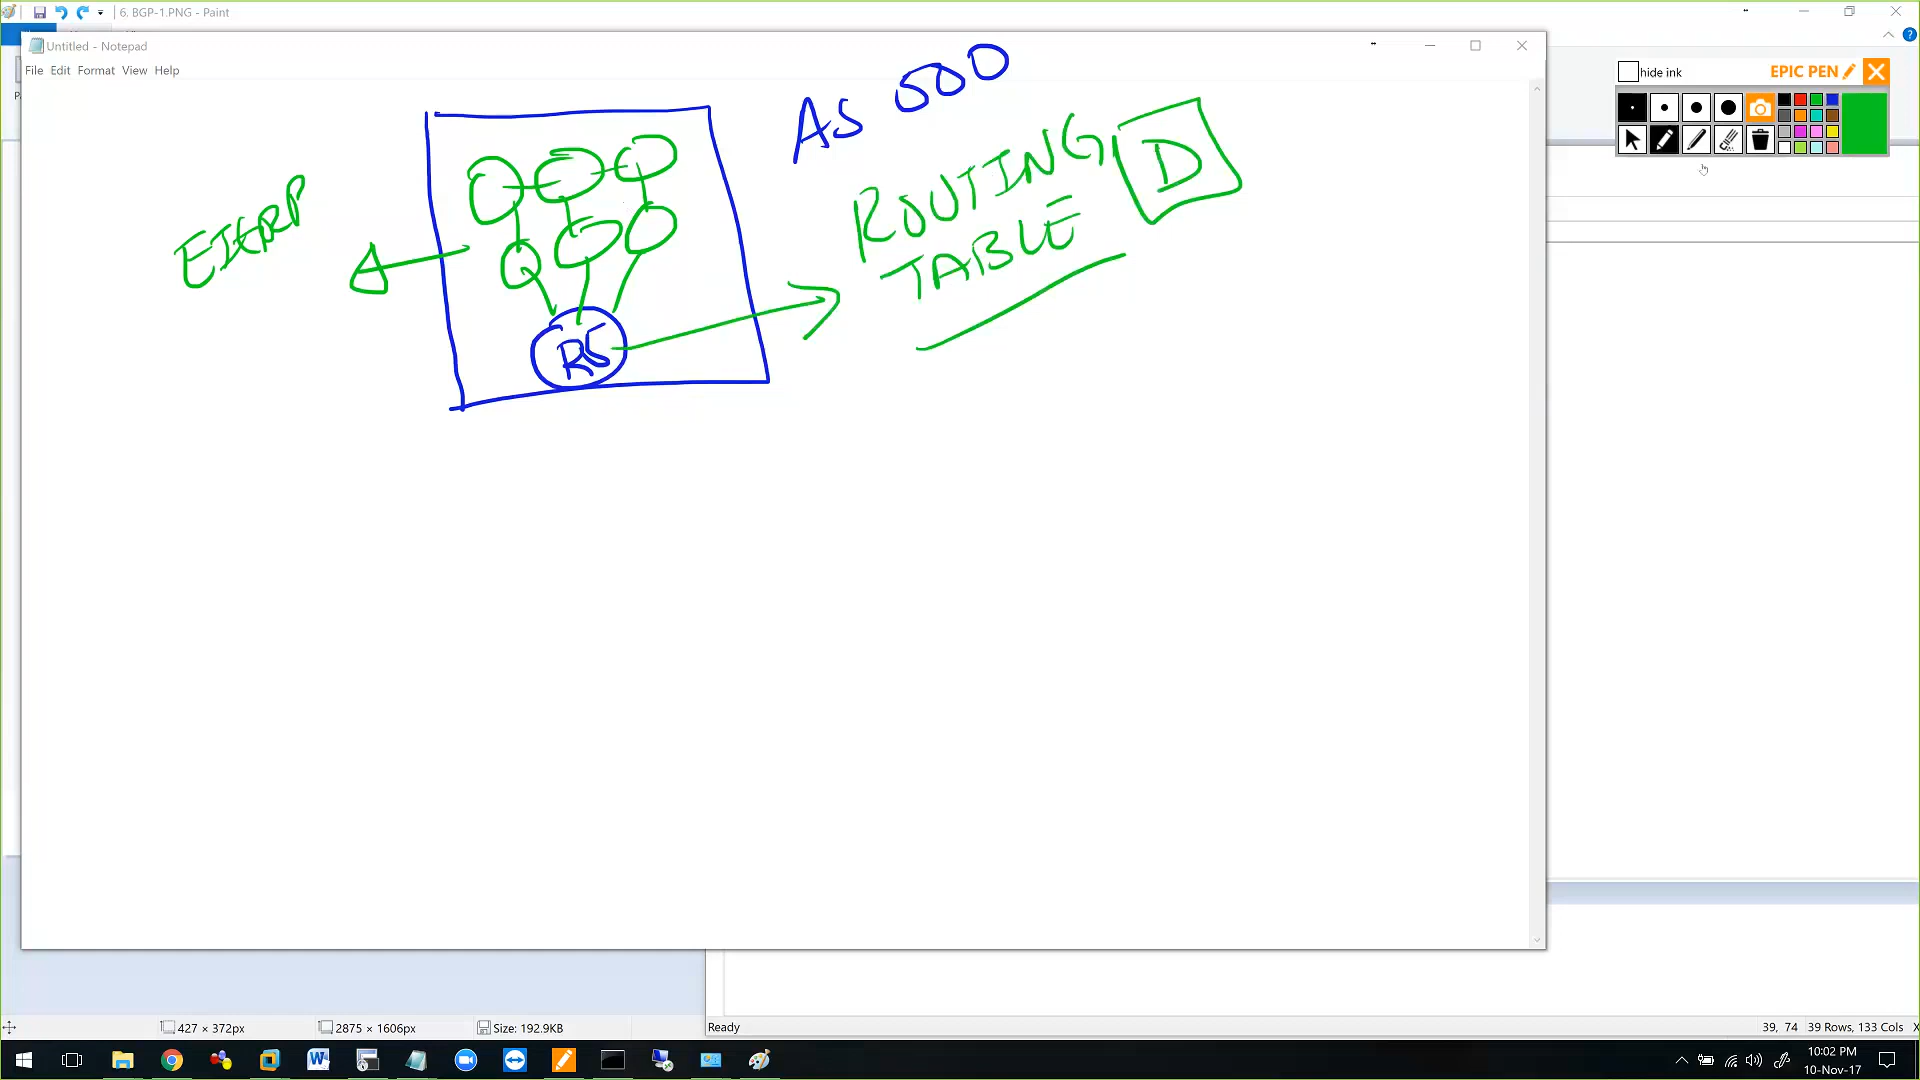 6. BGP-1.PNG - Paint
Untitled - Notepad
File Edit Format View Help
hide ink
EPIC PEN
AS 500
ROUTING
TABLE
D
EIGRP
R5
427 × 372px
2875 × 1606px
Size: 192.9KB
Ready
39, 74
39 Rows, 133 Cols
10:02 PM
10-Nov-17